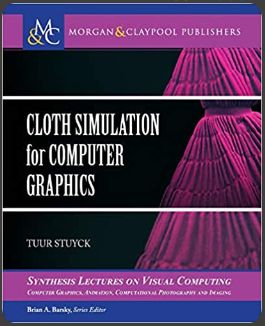 M&C MORGAN&CLAYPOOL PUBLISHERS
CLOTH SIMULATION
for COMPUTER
GRAPHICS
TUUR STUYCK
SYNTHESIS LECTURES ON VISUAL COMPUTING
COMPUTER GRAPHICS, ANIMATION, COMPUTATIONAL PHOTOGRAPHY AND IMAGING
Brian A. Barsky, Series Editor